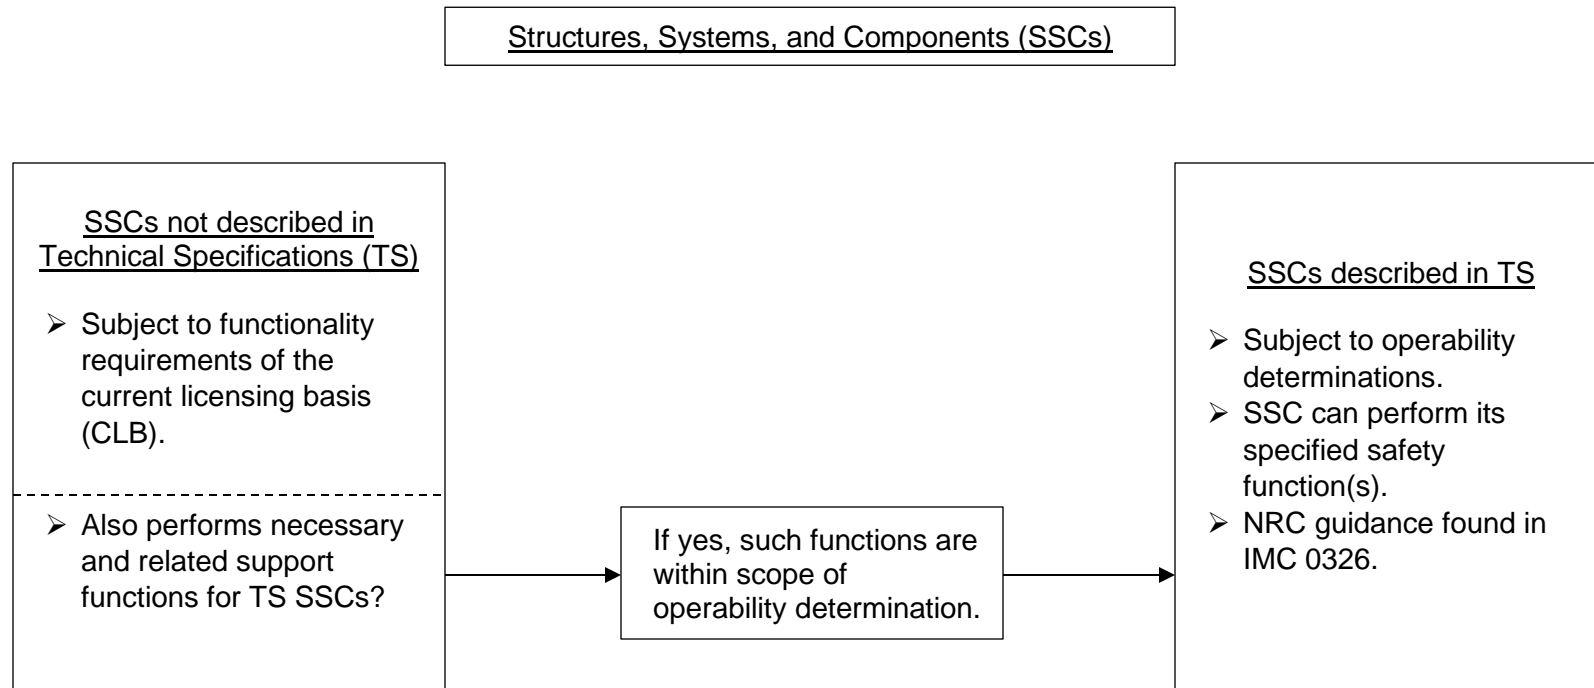 Structures, Systems, and Components (SSCs)
SSCs not described in
Technical Specifications (TS)
➢ Subject to functionality
requirements of the
current licensing basis
(CLB).
➢ Also performs necessary
and related support
functions for TS SSCs?
If yes, such functions are
within scope of
operability determination.
SSCs described in TS
➢ Subject to operability
determinations.
➢ SSC can perform its
specified safety
function(s).
➢ NRC guidance found in
IMC 0326.